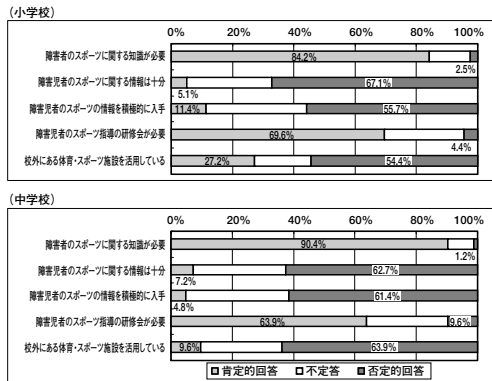 (小学校)
0% 20% 40% 60% 80% 100%
障害者のスポーツに関する知識が必要
84.2%
2.5%
障害児者のスポーツに関する情報は十分
67.1%
5.1%
障害児者のスポーツの情報を積極的に入手
11.4%
55.7%
障害児者のスポーツ指導の研修会が必要
69.6%
4.4%
校外にある体育・スポーツ施設を活用している
27.2%
54.4%
(中学校)
0% 20% 40% 60% 80% 100%
障害者のスポーツに関する知識が必要
90.4%
1.2%
障害児者のスポーツに関する情報は十分
62.7%
7.2%
障害児者のスポーツの情報を積極的に入手
61.4%
4.8%
障害児者のスポーツ指導の研修会が必要
63.9%
9.6%
校外にある体育・スポーツ施設を活用している
9.6%
63.9%
肯定的回答 不定答 否定的回答